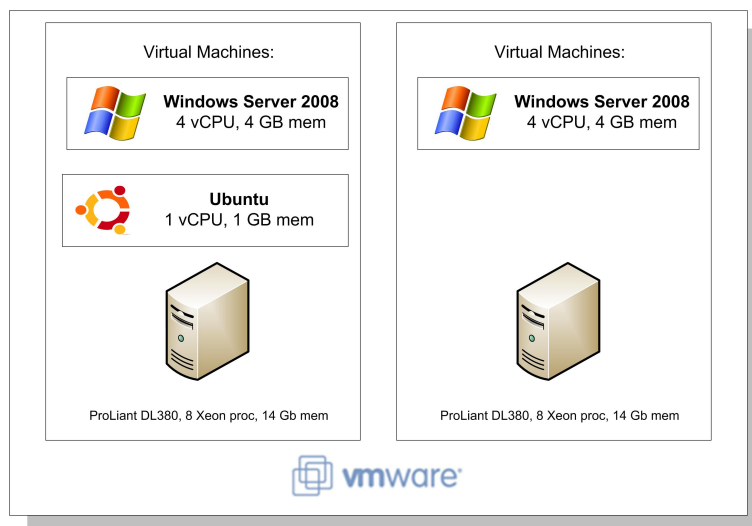 Virtual Machines:
Windows Server 2008
4 vCPU, 4 GB mem
Ubuntu
1 vCPU, 1 GB mem
ProLiant DL380, 8 Xeon proc, 14 Gb mem
Virtual Machines:
Windows Server 2008
4 vCPU, 4 GB mem
ProLiant DL380, 8 Xeon proc, 14 Gb mem
vmware